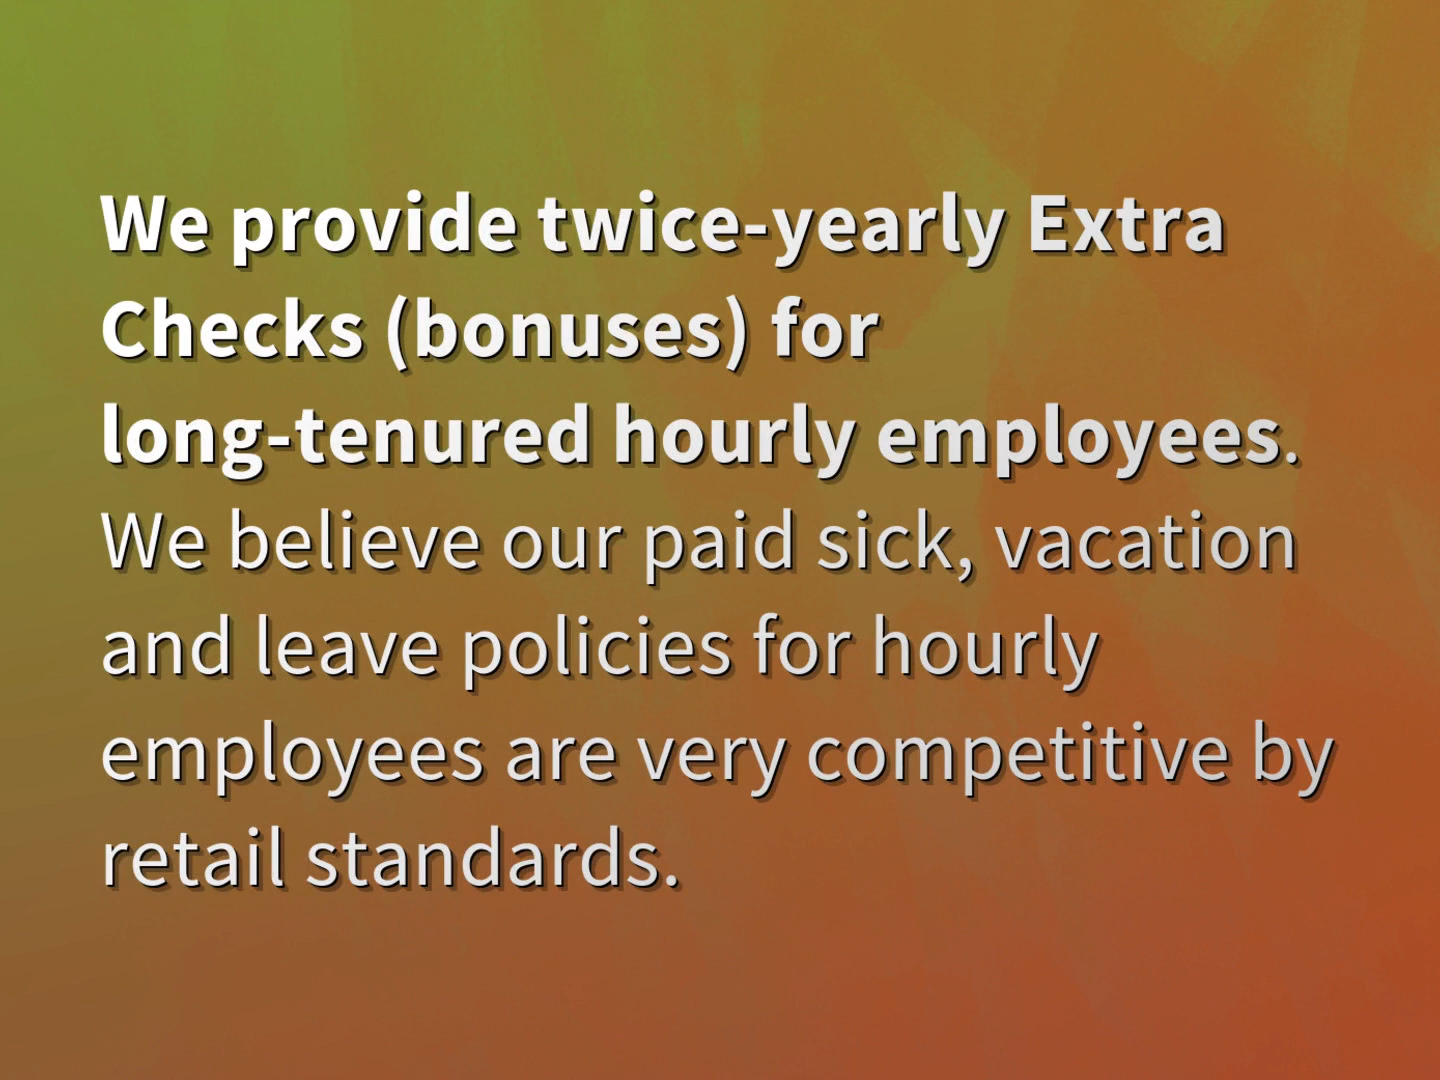 We provide twice-yearly Extra
Checks (bonuses) for
long-tenured hourly employees.
We believe our paid sick, vacation
and leave policies for hourly
employees are very competitive by
retail standards.